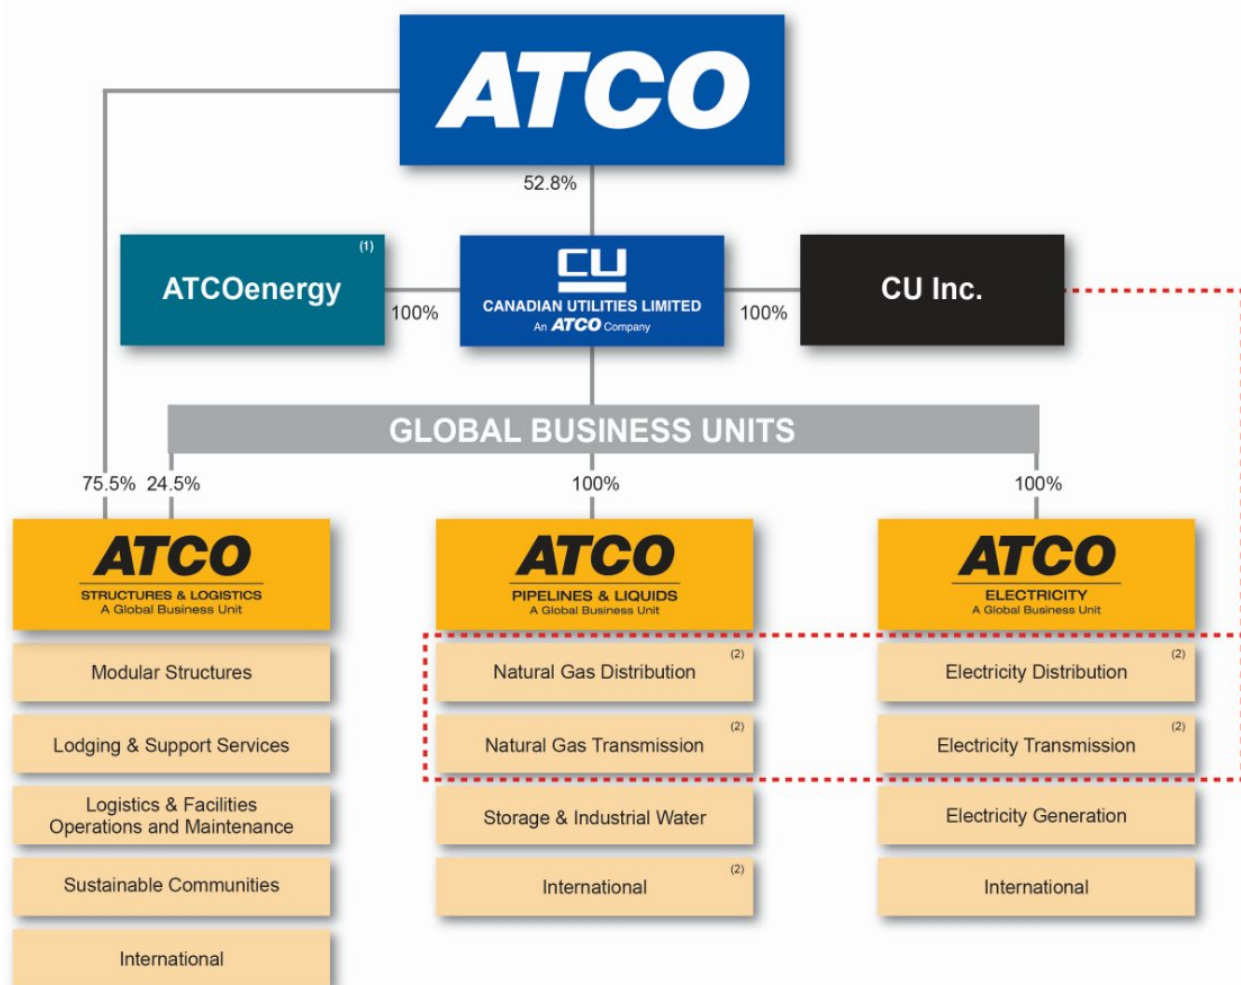 ATCO
52.8%
(1)
ATCOenergy
100%
CU
CANADIAN UTILITIES LIMITED
An ATCO Company
100%
CU Inc.
GLOBAL BUSINESS UNITS
75.5% 24.5%
100%
100%
ATCO
STRUCTURES & LOGISTICS
A Global Business Unit
Modular Structures
Lodging & Support Services
Logistics & Facilities
Operations and Maintenance
Sustainable Communities
International
ATCO
PIPELINES & LIQUIDS
A Global Business Unit
Natural Gas Distribution (2)
Natural Gas Transmission (2)
Storage & Industrial Water
International (2)
ATCO
ELECTRICITY
A Global Business Unit
Electricity Distribution (2)
Electricity Transmission (2)
Electricity Generation
International